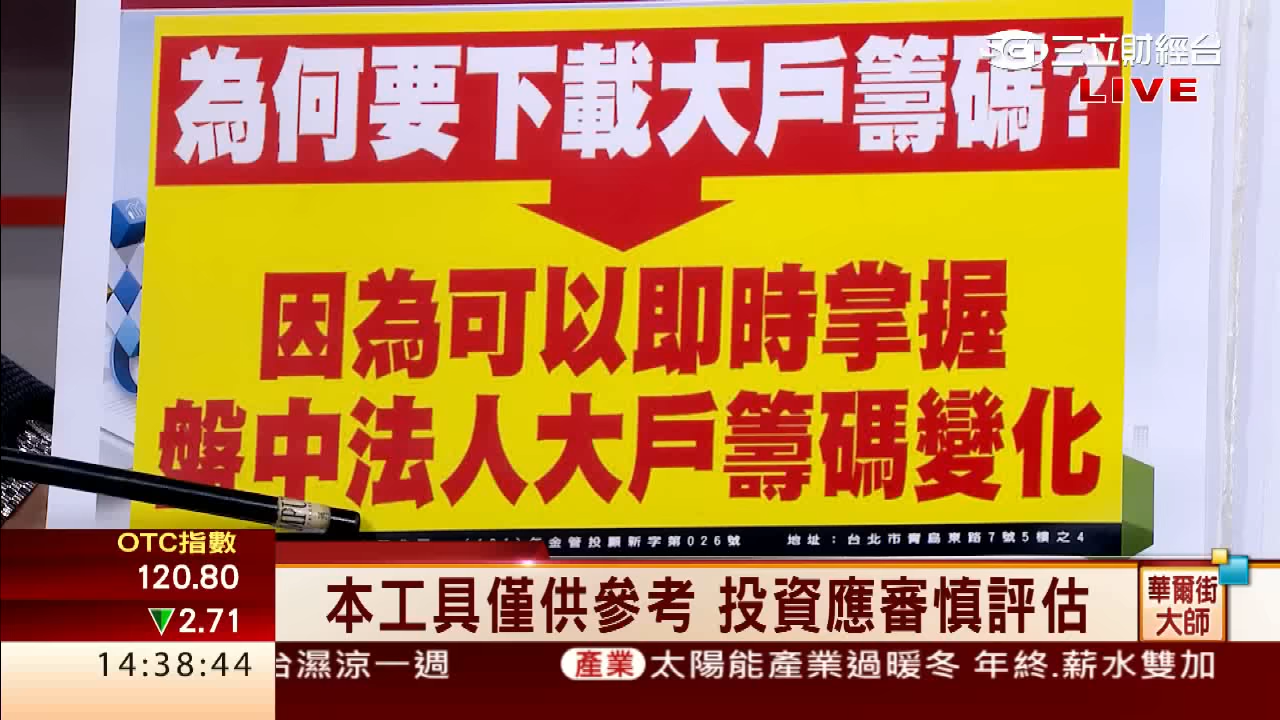 為何要下載大戶籌碼?
三立財經台
LIVE
因為可以即時掌握
盤中法人大戶籌碼變化
年金管投顧新字第026號 地址:台北市青島東路7號5樓之4
OTC指數
120.80
▼2.71
本工具僅供參考 投資應審慎評估
華爾街
大師
14:38:44
台濕涼一週 產業 太陽能產業過暖冬 年終.薪水雙加